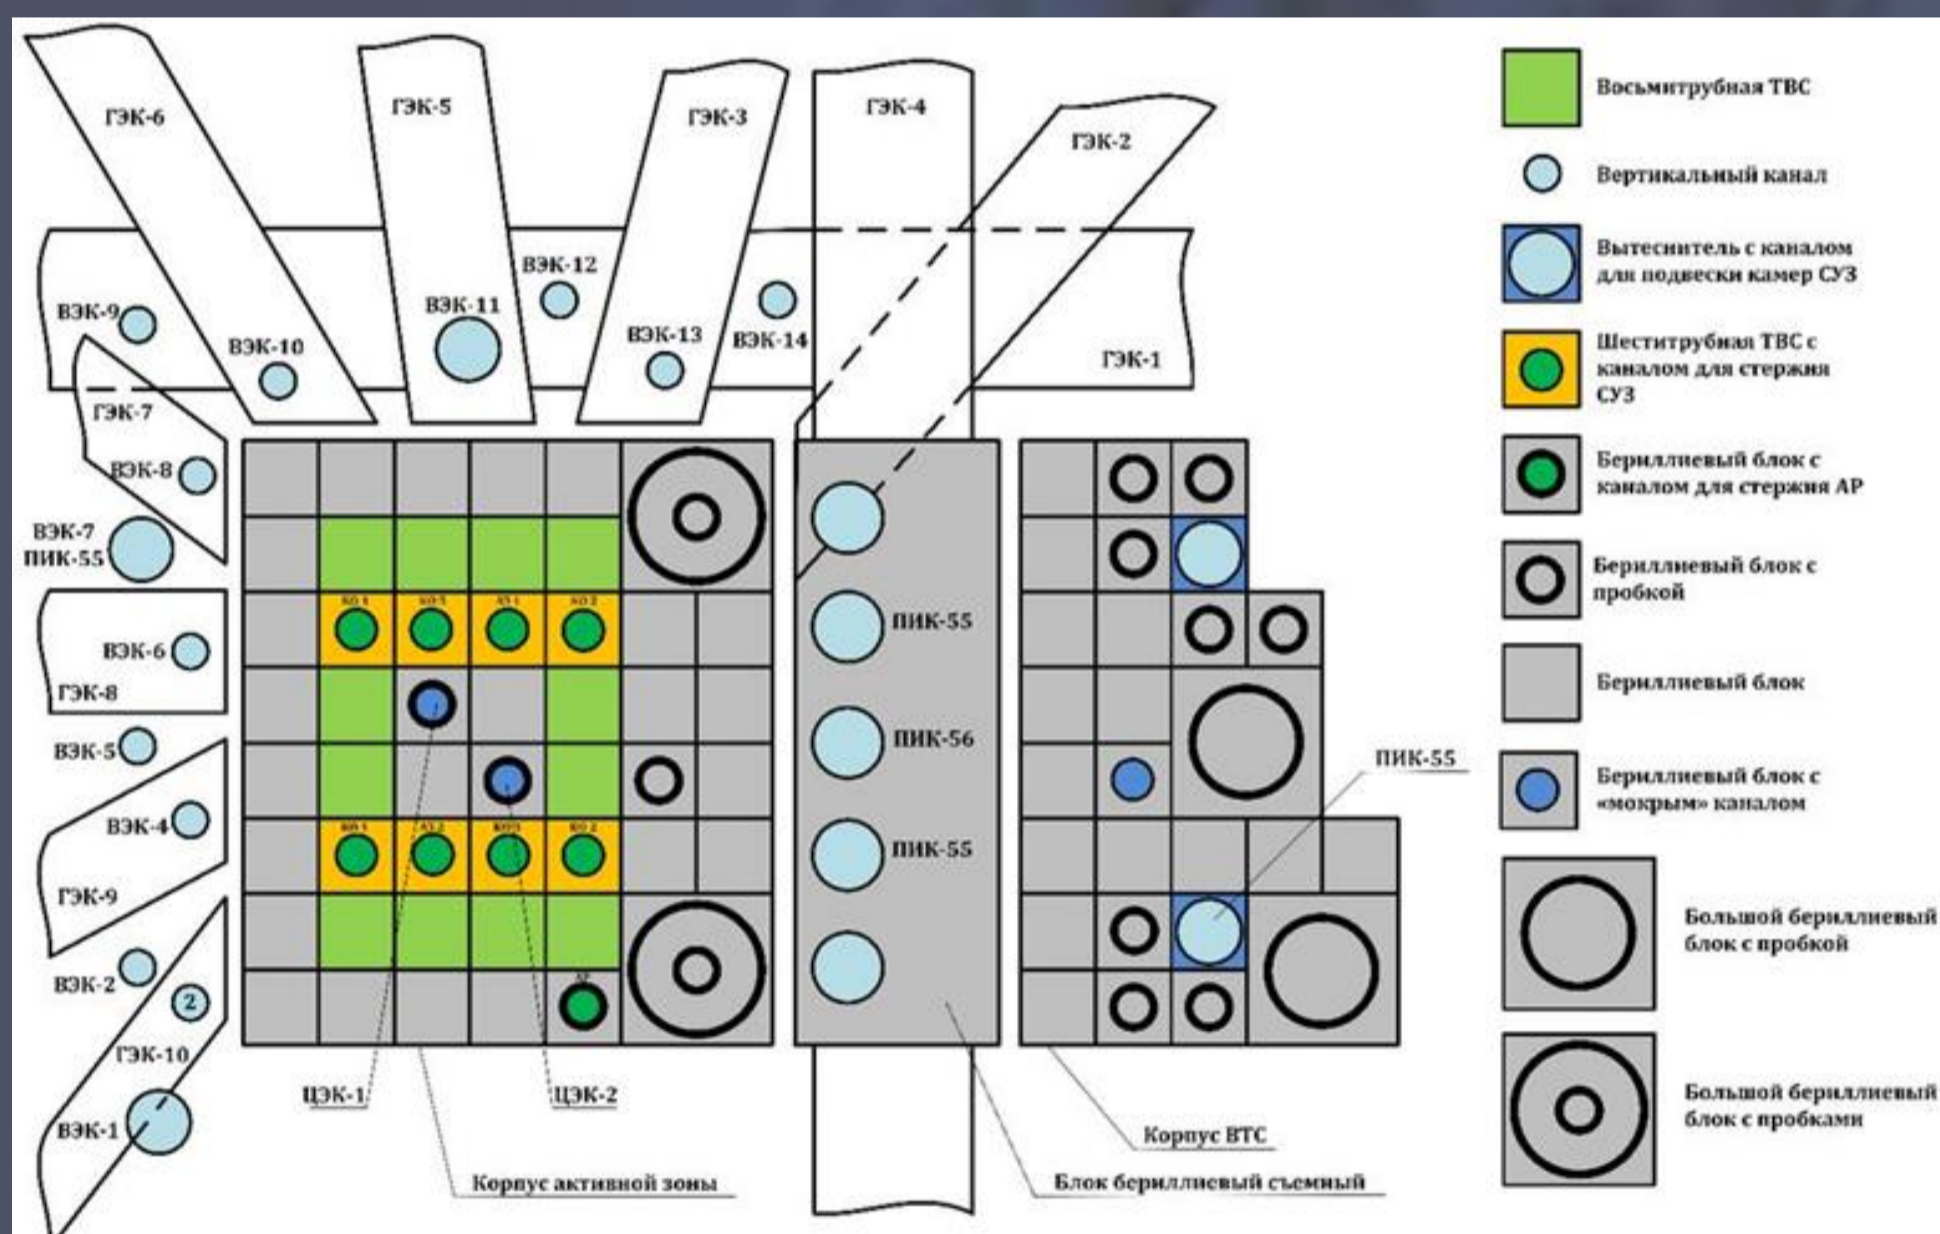 ГЭК-6
ГЭК-5
ГЭК-3
ГЭК-4
ГЭК-2
ВЭК-12
ВЭК-9
ВЭК-11
ВЭК-13
ВЭК-14
ВЭК-10
ГЭК-1
ГЭК-7
ВЭК-8
ВЭК-7
ПИК-55
ВЭК-6
ГЭК-8
ВЭК-5
ВЭК-4
ГЭК-9
ВЭК-2
2
ГЭК-10
ВЭК-1
КО 2
АР
ПИК-55
ПИК-56
ПИК-55
ПИК-55
ЦЭК-1
ЦЭК-2
Корпус активной зоны
Корпус ВТС
Блок бериллиевый съемный
Восьмитрубная ТВС
Вертикальный канал
Вытеснитель с каналом
для подвески камер СУЗ
Шеститрубная ТВС с
каналом для стержня
СУЗ
Бериллиевый блок с
каналом для стержня АР
Бериллиевый блок с
пробкой
Бериллиевый блок
Бериллиевый блок с
«мокрым» каналом
Большой бериллиевый
блок с пробкой
Большой бериллиевый
блок с пробками